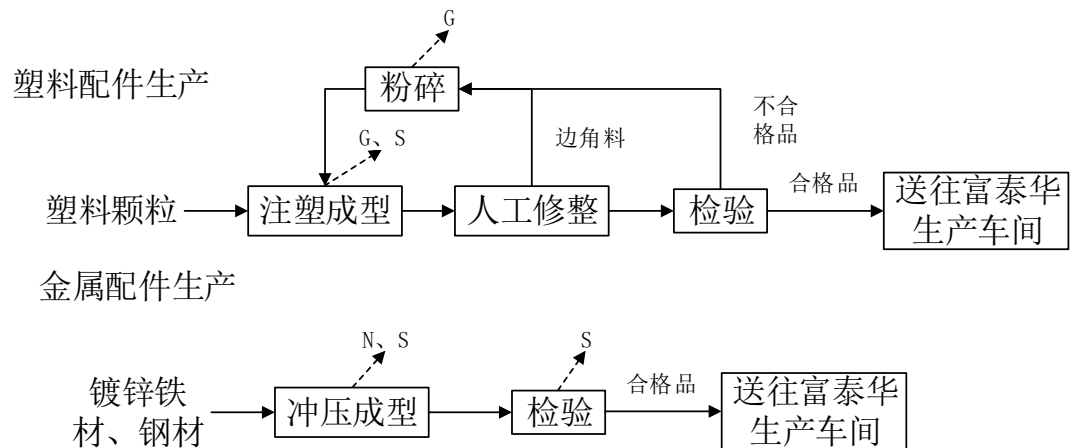 G
塑料配件生产
粉碎
不合
格品
G、S
边角料
合格品
塑料颗粒
注塑成型
人工修整
检验
送往富泰华
生产车间
金属配件生产
N、S
S
镀锌铁
材、钢材
冲压成型
检验
合格品
送往富泰华
生产车间